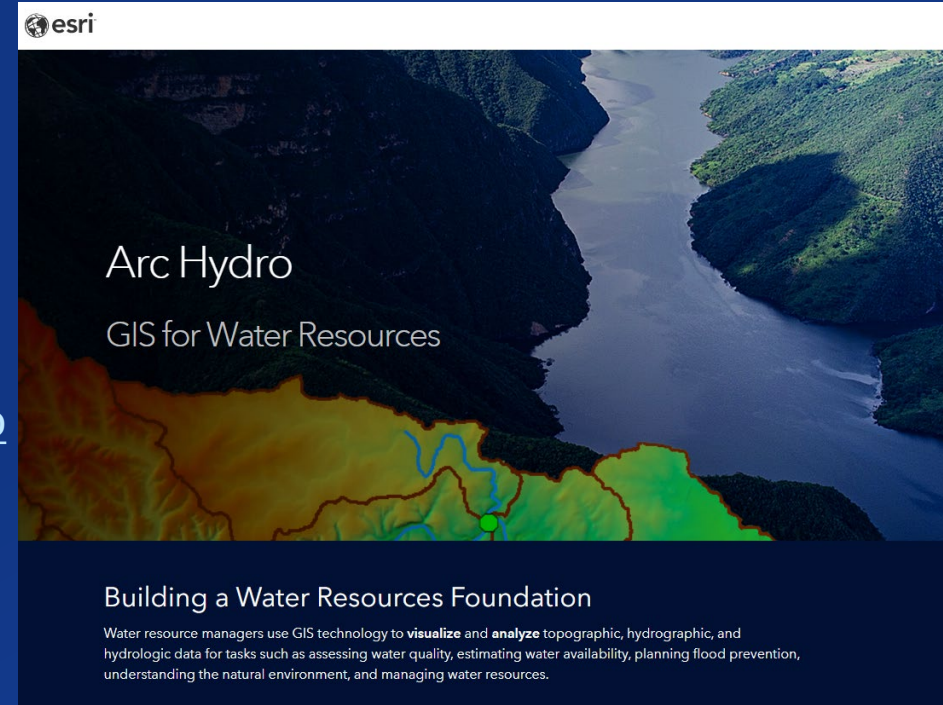 esri
Arc Hydro
GIS for Water Resources
Building a Water Resources Foundation
Water resource managers use GIS technology to visualize and analyze topographic, hydrographic, and
hydrologic data for tasks such as assessing water quality, estimating water availability, planning flood prevention,
understanding the natural environment, and managing water resources.